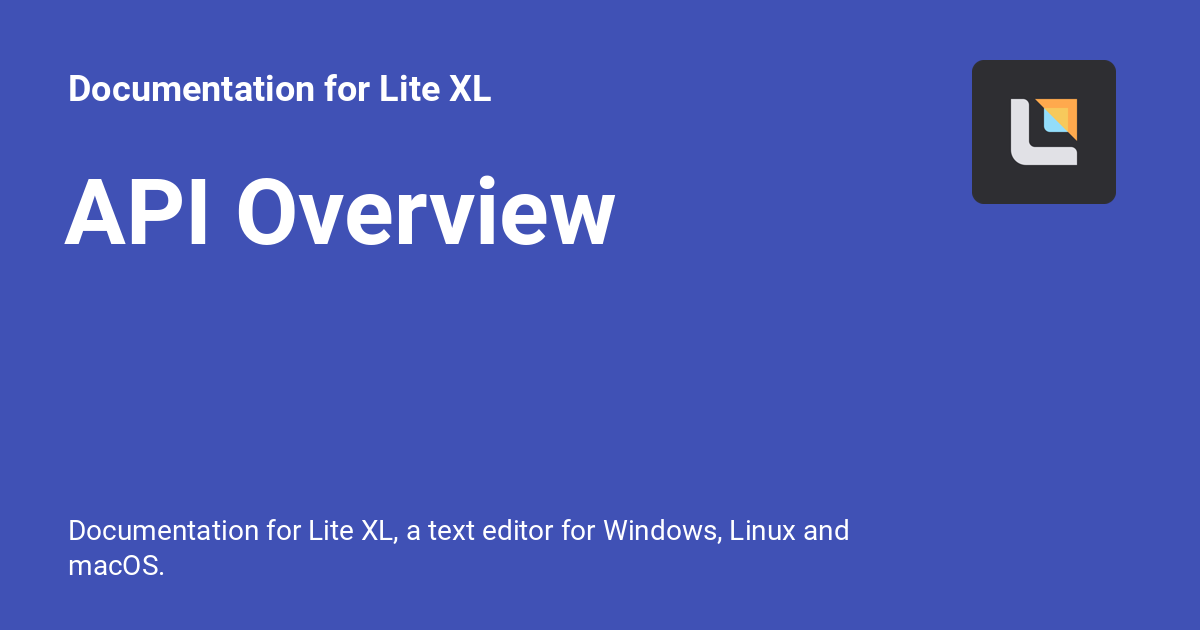 Documentation for Lite XL
API Overview
Documentation for Lite XL, a text editor for Windows, Linux and
macOS.